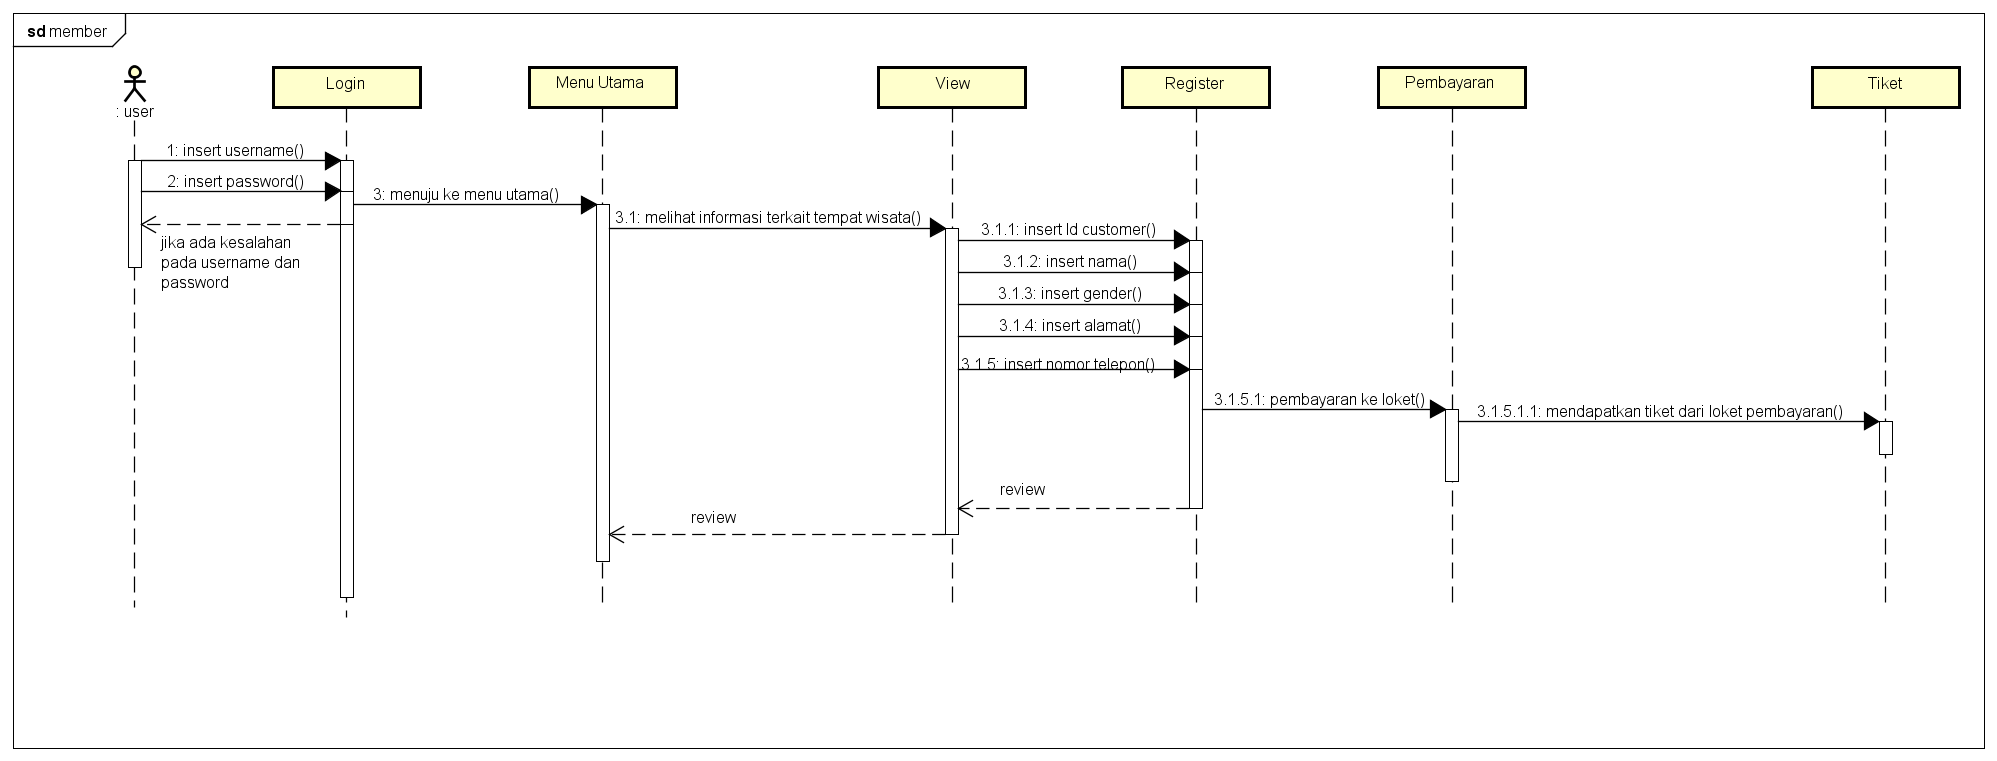 sd member
: user
Login
Menu Utama
View
Register
Pembayaran
Tiket
1: insert username()
2: insert password()
3: menuju ke menu utama()
3.1: melihat informasi terkait tempat wisata()
3.1.1: insert Id customer()
jika ada kesalahan
pada username dan
password
3.1.2: insert nama()
3.1.3: insert gender()
3.1.4: insert alamat()
3.1.5: insert nomor telepon()
3.1.5.1: pembayaran ke loket()
3.1.5.1.1: mendapatkan tiket dari loket pembayaran()
review
review